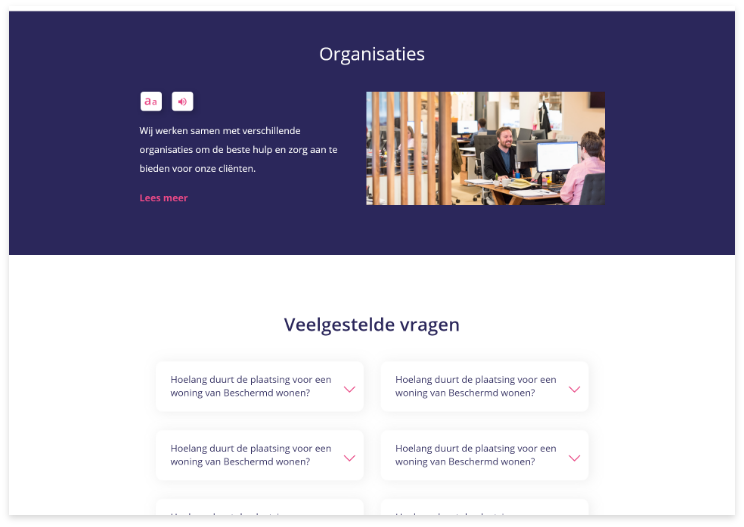 Organisaties
aa
Wij werken samen met verschillende
organisaties om de beste hulp en zorg aan te
bieden voor onze cliënten.
Lees meer
Veelgestelde vragen
Hoelang duurt de plaatsing voor een
woning van Beschermd wonen?
Hoelang duurt de plaatsing voor een
woning van Beschermd wonen?
Hoelang duurt de plaatsing voor een
woning van Beschermd wonen?
Hoelang duurt de plaatsing voor een
woning van Beschermd wonen?